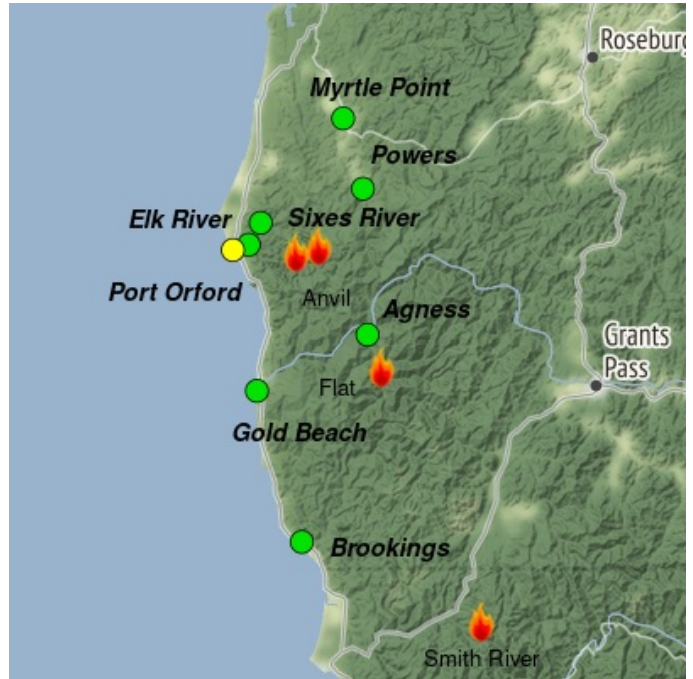 Roseburg
Myrtle Point
Powers
Elk River
Sixes River
Port Orford
Anvil
Agness
Grants
Pass
Flat
Gold Beach
Brookings
Smith River